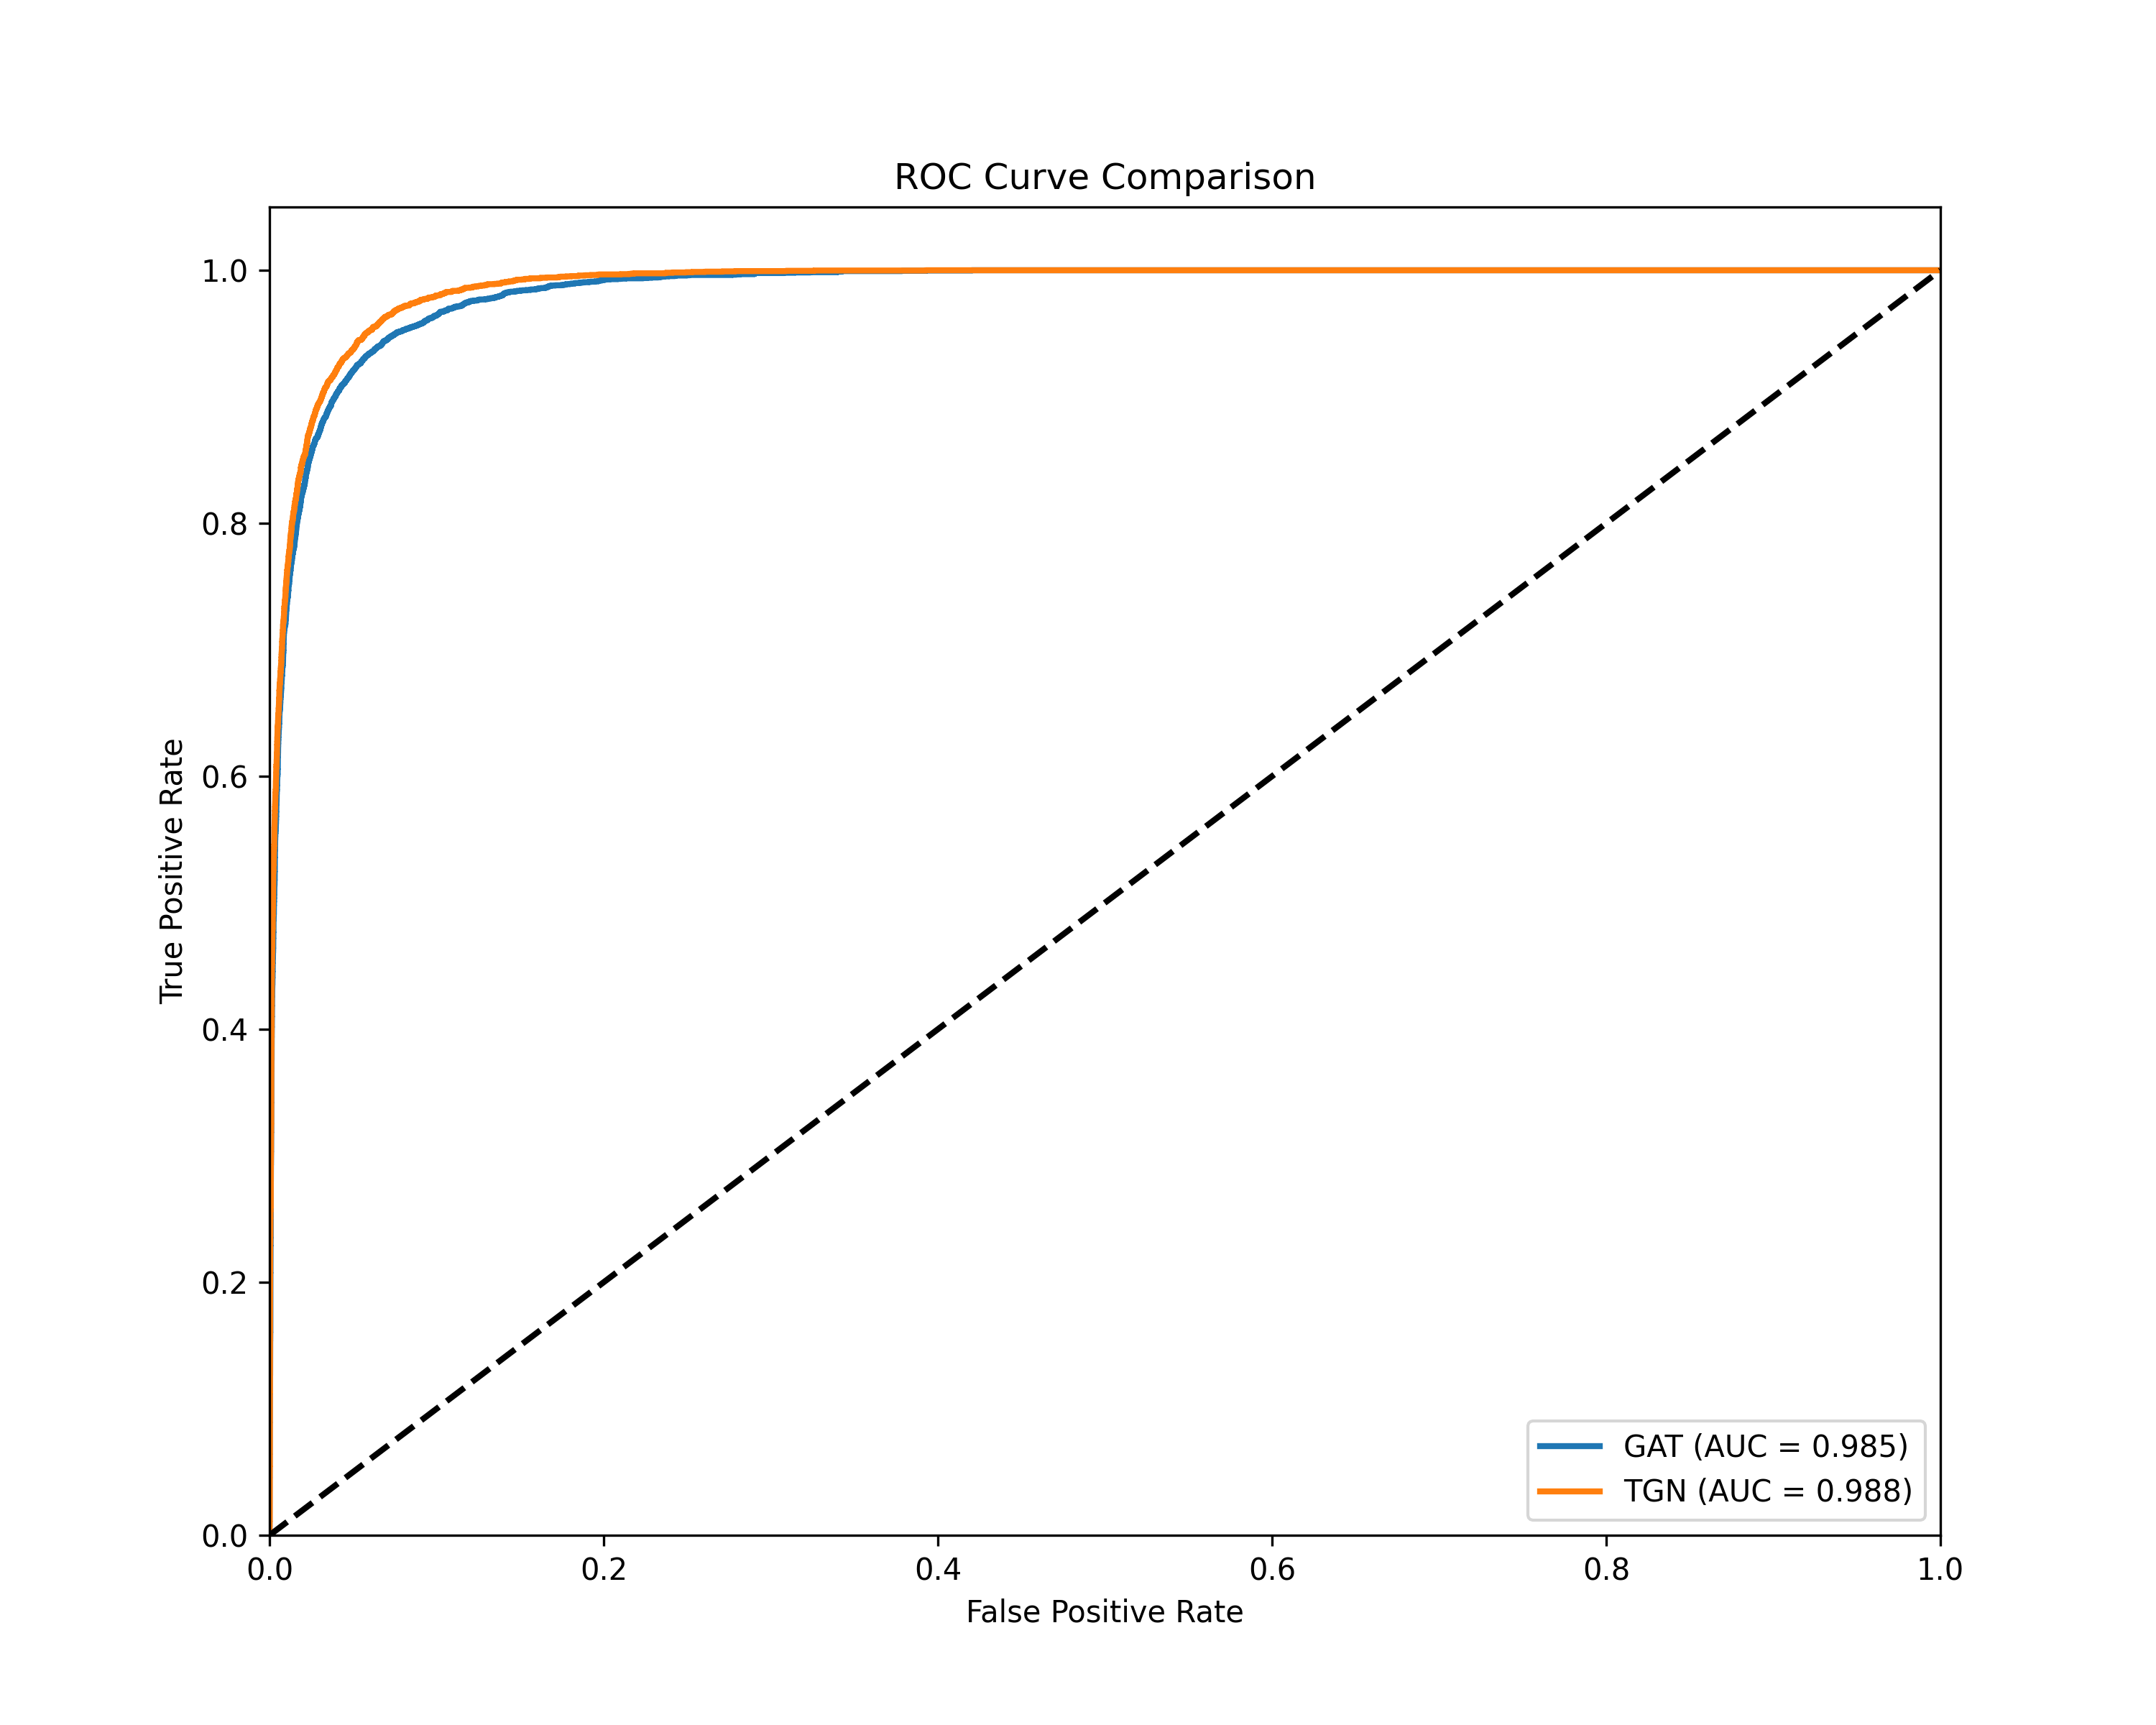 ROC Curve Comparison
1.0
0.8
0.6
0.4
0.2
0.0
True Positive Rate
0.0 0.2 0.4 0.6 0.8 1.0
False Positive Rate
GAT (AUC = 0.985)
TGN (AUC = 0.988)